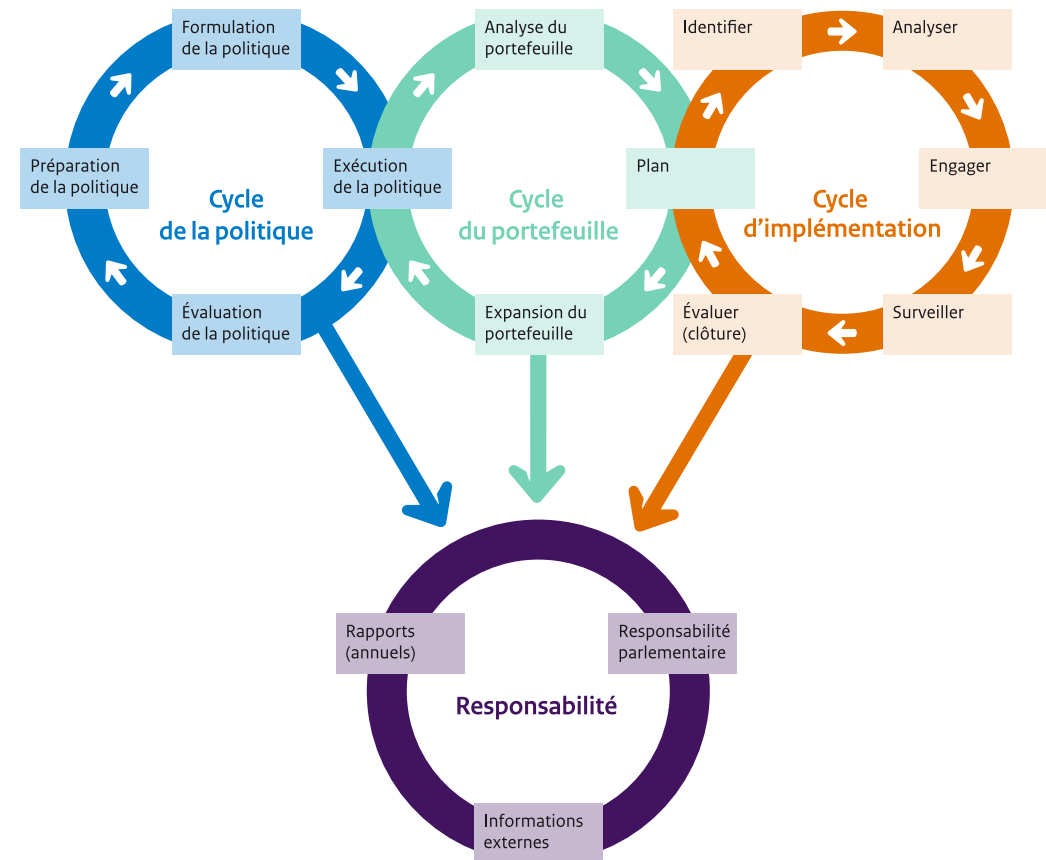 Formulation
de la politique
Préparation
de la politique
Exécution
de la politique
Cycle
de la politique
Évaluation
de la politique
Analyse du
portefeuille
Plan
Cycle
du portefeuille
Expansion du
portefeuille
Identifier
Analyser
Engager
Cycle
d’implémentation
Évaluer
(clôture)
Surveiller
Rapports
(annuels)
Responsabilité
parlementaire
Responsabilité
Informations
externes